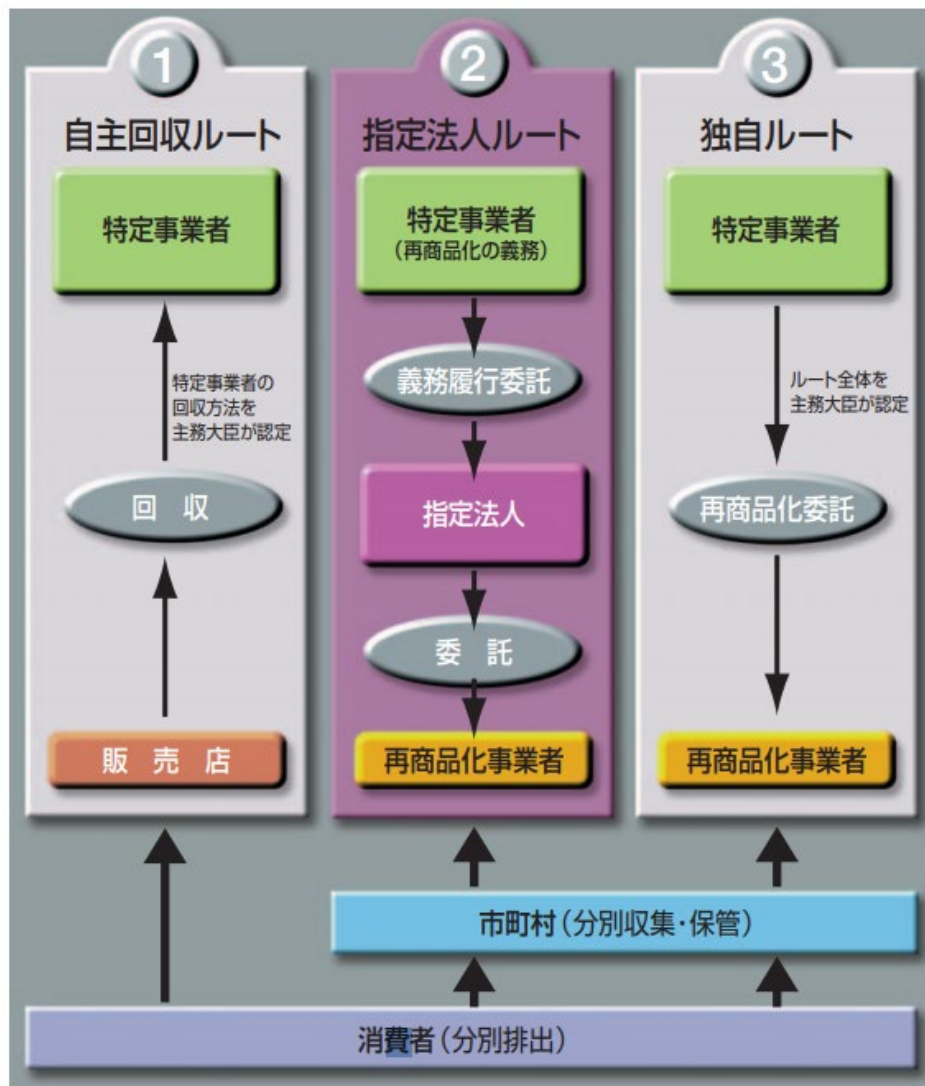 1
自主回収ルート
特定事業者
特定事業者の
回収方法を
主務大臣が認定
回 収
販 売 店
2
指定法人ルート
特定事業者
(再商品化の義務)
義務履行委託
指定法人
委 託
再商品化事業者
3
独自ルート
特定事業者
ルート全体を
主務大臣が認定
再商品化委託
再商品化事業者
市町村(分別収集・保管)
消費者(分別排出)